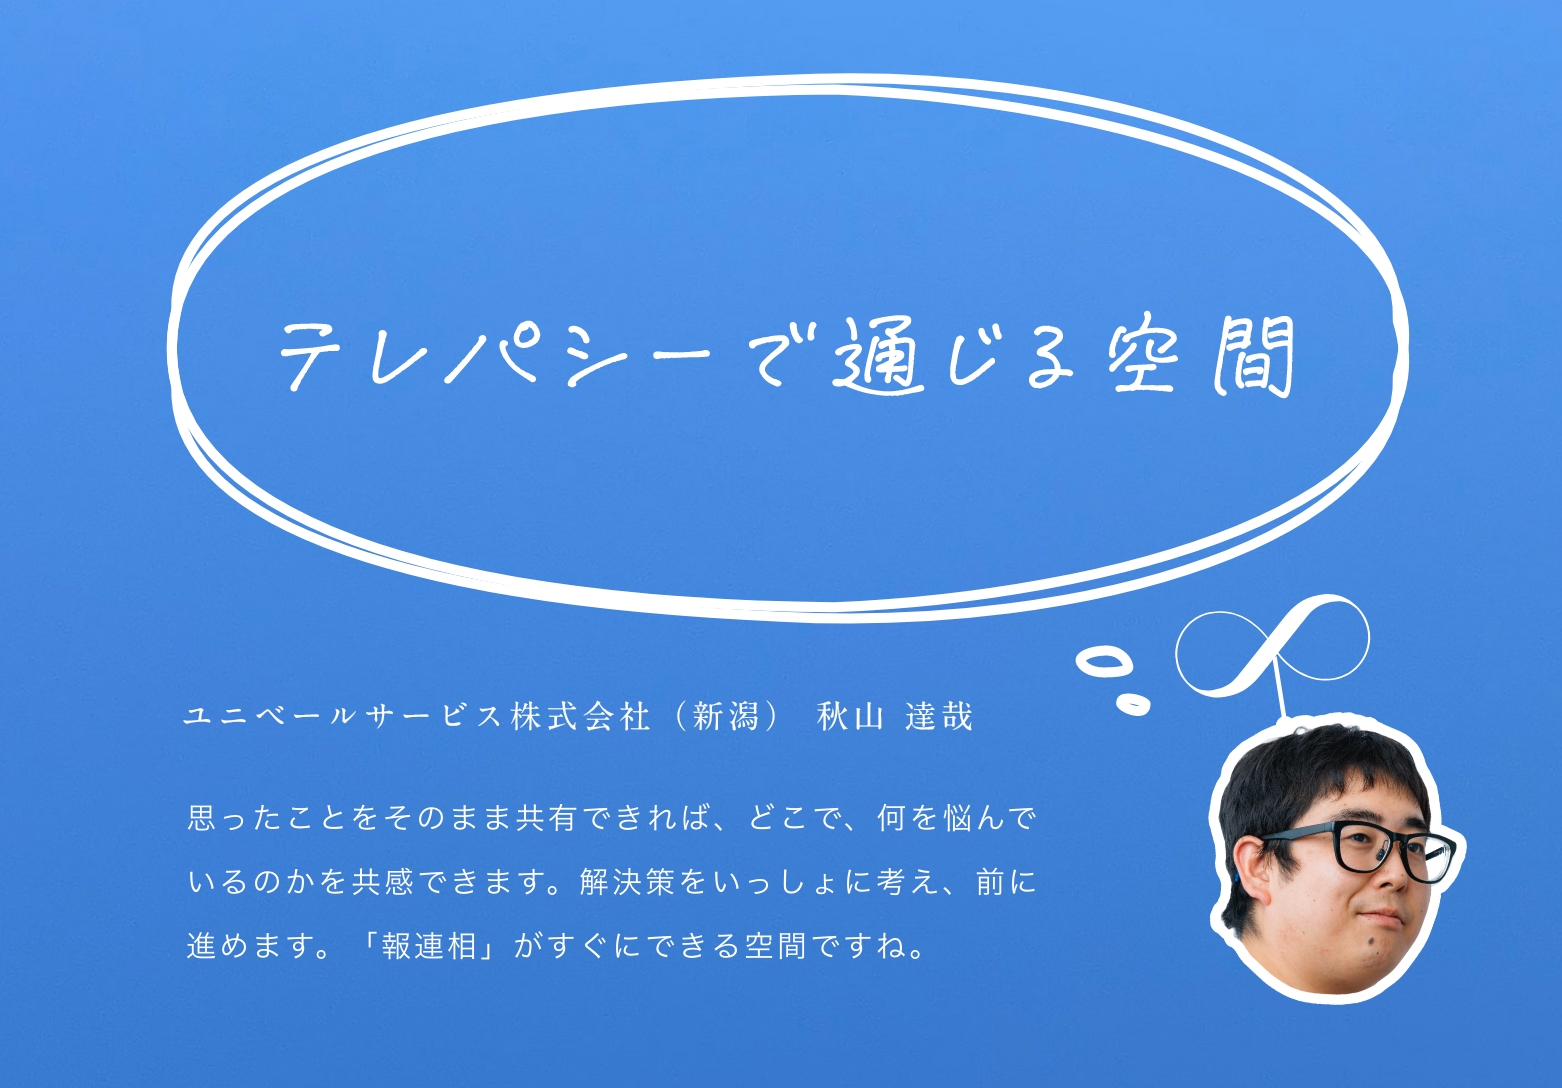 テレパシーで通じる空間
ユニベールサービス株式会社（新潟） 秋山 達哉
思ったことをそのまま共有できれば、どこで、何を悩んで
いるのかを共感できます。解決策をいっしょに考え、前に
進めます。「報連相」がすぐにできる空間ですね。